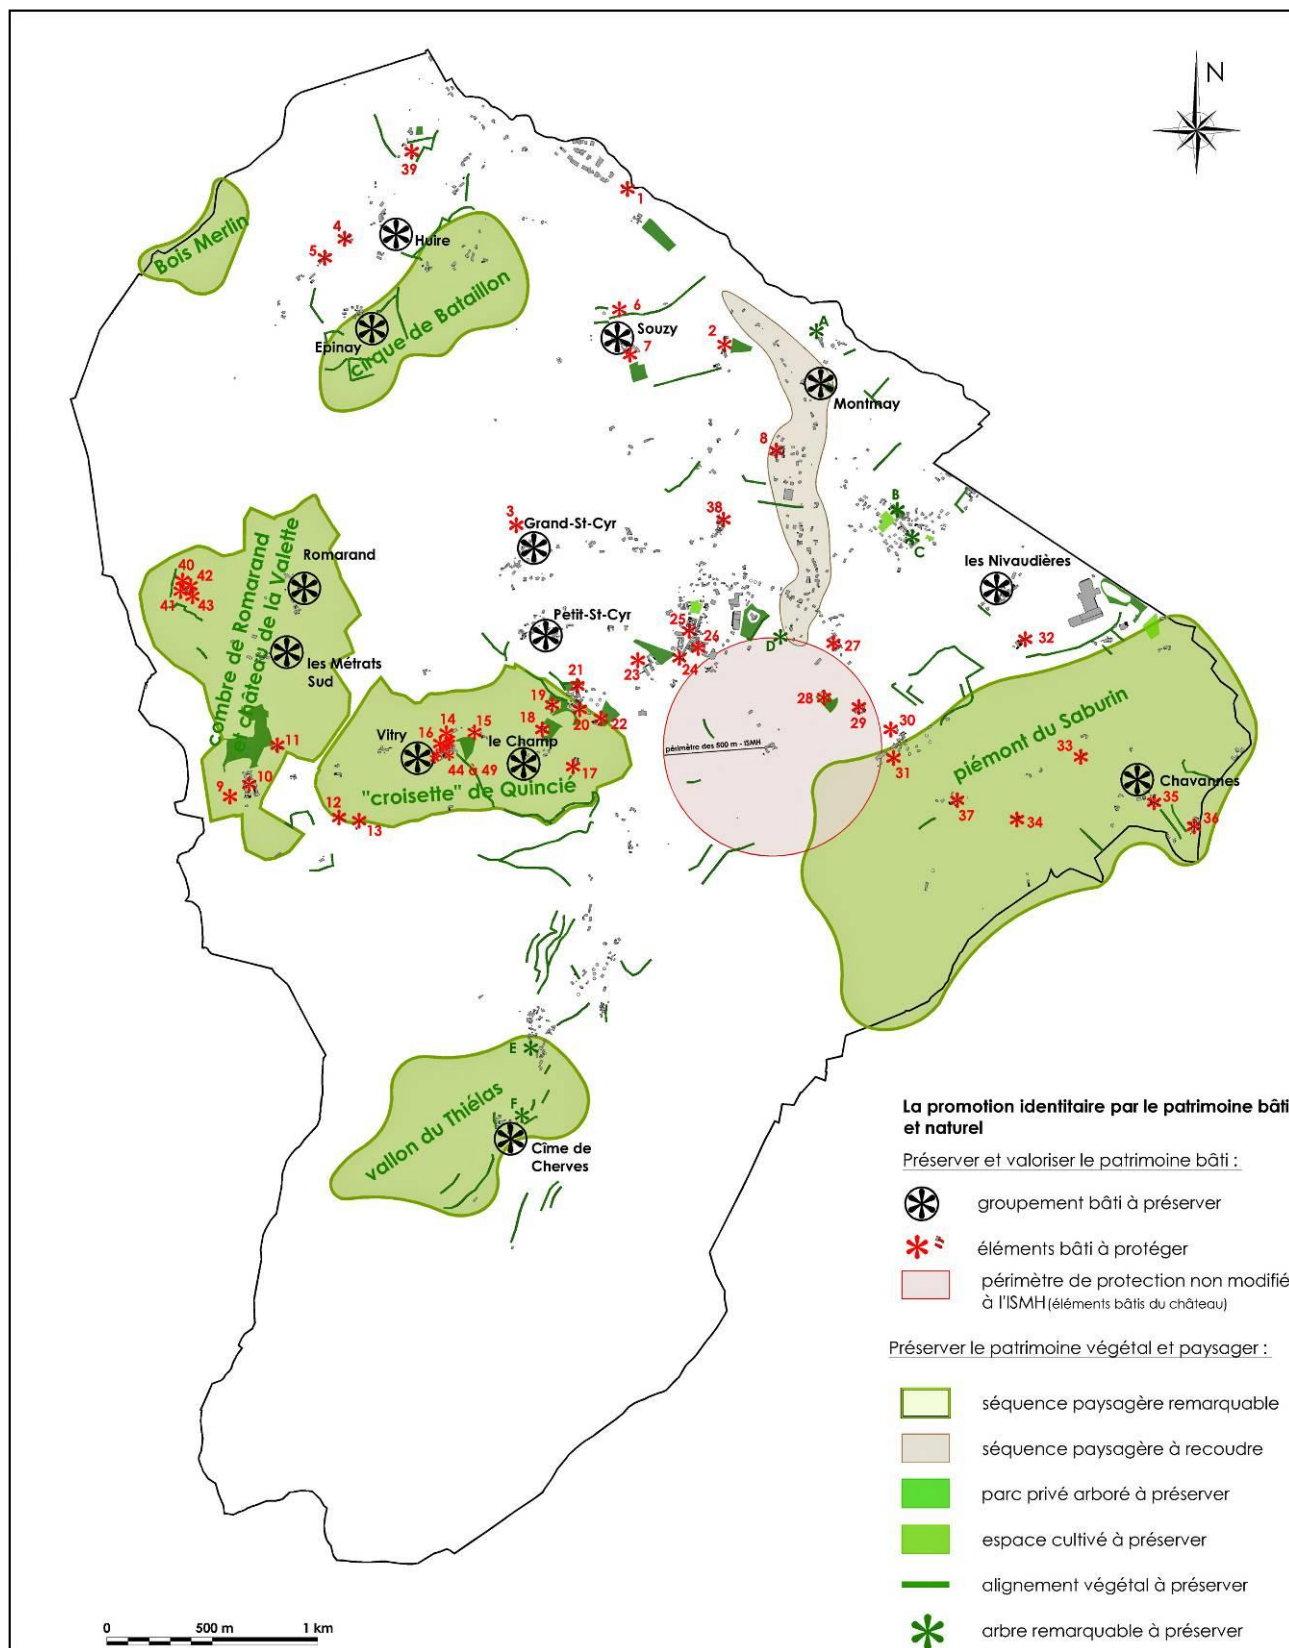 N
39
1
4
Huire
5
Bois Merlin
cirque de Bataillon
Epinay
6
Souzy
7
2
A
Montmay
8
38
B
C
3
Grand-St-Cyr
Romarand
combre de Romarand
et château de la Valette
40
42
41
43
les Métrats
Sud
Petit-St-Cyr
les Nivaudières
25
26
D
27
32
23
24
21
19
20
22
18
28
29
30
31
14
15
16
Vitry
le Champ
44 à 49
17
"croisette" de Quincié
périmètre des 500 m - ISMH
piémont du Saburin
33
Chavannes
35
36
37
34
11
10
9
12
13
E
F
vallon du Thiélas
Cîme de
Cherves
La promotion identitaire par le patrimoine bâti
et naturel
Préserver et valoriser le patrimoine bâti :
groupement bâti à préserver
éléments bâti à protéger
périmètre de protection non modifié
à l'ISMH(éléments bâtis du château)
Préserver le patrimoine végétal et paysager :
séquence paysagère remarquable
séquence paysagère à recoudre
parc privé arboré à préserver
espace cultivé à préserver
alignement végétal à préserver
arbre remarquable à préserver
0 500 m 1 km